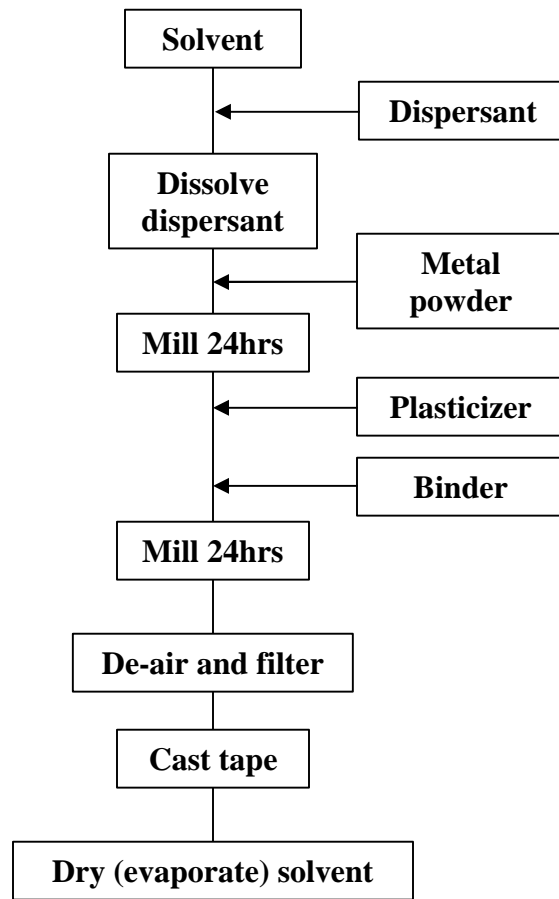 Solvent
Dispersant
Dissolve
dispersant
Metal
powder
Mill 24hrs
Plasticizer
Binder
Mill 24hrs
De-air and filter
Cast tape
Dry (evaporate) solvent